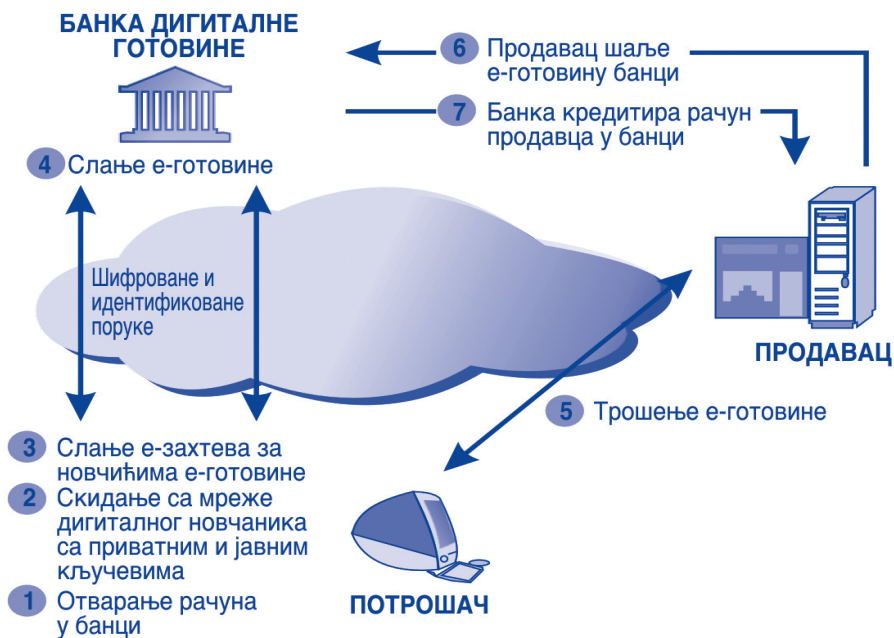 БАНКА ДИГИТАЛНЕ
ГОТОВИНЕ
6 Продавац шаље
е-готовину банци
7 Банка кредитира рачун
продавца у банци
4 Слање е-готовине
Шифроване и
идентификоване
поруке
ПРОДАВАЦ
5 Трошење е-готовине
3 Слање е-захтева за
новчићима е-готовине
2 Скидање са мреже
дигиталног новчаника
са приватним и јавним
кључевима
1 Отварање рачуна
у банци
ПОТРОШАЧ